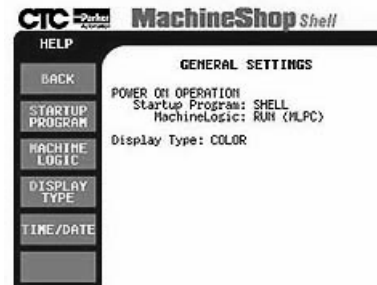 CTC Parker Automation MachineShop Shell
HELP
BACK
STARTUP
PROGRAM
MACHINE
LOGIC
DISPLAY
TYPE
TIME/DATE
GENERAL SETTINGS
POWER ON OPERATION
Startup Program: SHELL
MachineLogic: RUN (MLPC)
Display Type: COLOR